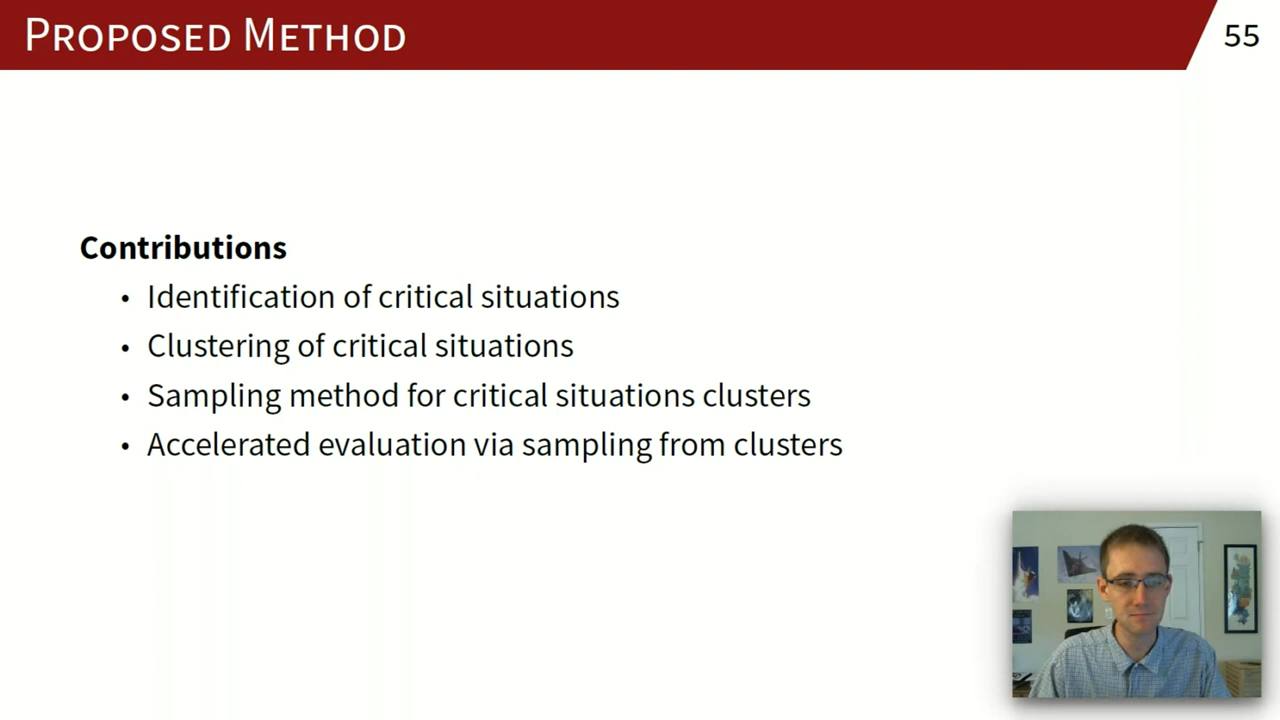 Proposed Method
55
Contributions
• Identification of critical situations
• Clustering of critical situations
• Sampling method for critical situations clusters
• Accelerated evaluation via sampling from clusters